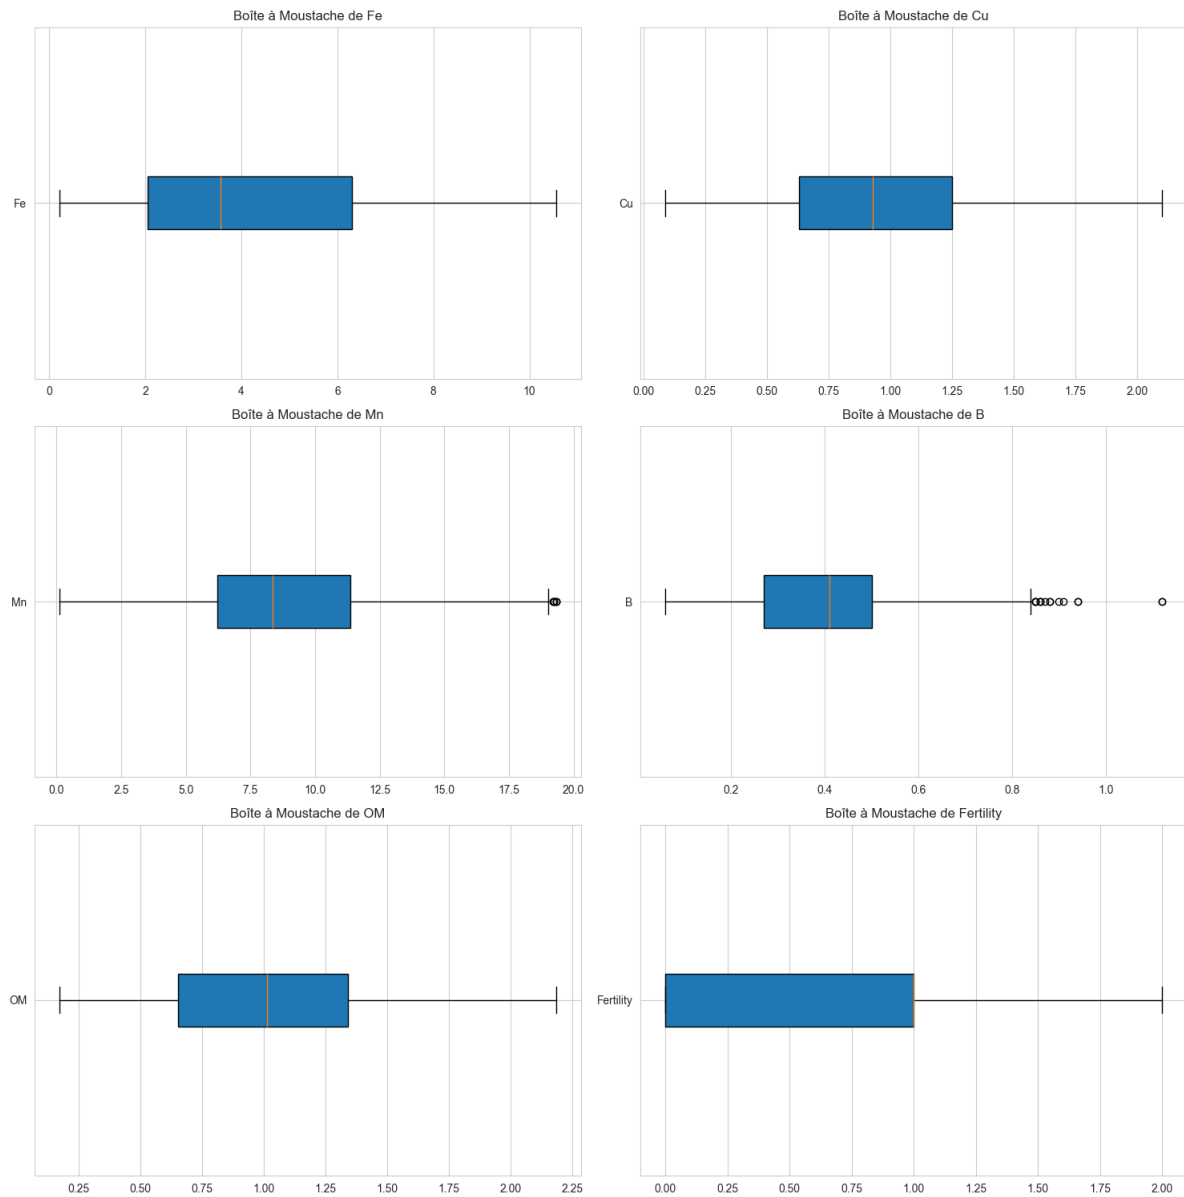 Boîte à Moustache de Fe
Fe
0 2 4 6 8 10
Boîte à Moustache de Cu
Cu
0.00 0.25 0.50 0.75 1.00 1.25 1.50 1.75 2.00
Boîte à Moustache de Mn
Mn
0.0 2.5 5.0 7.5 10.0 12.5 15.0 17.5 20.0
Boîte à Moustache de B
B
0.2 0.4 0.6 0.8 1.0
Boîte à Moustache de OM
OM
0.25 0.50 0.75 1.00 1.25 1.50 1.75 2.00 2.25
Boîte à Moustache de Fertility
Fertility
0.00 0.25 0.50 0.75 1.00 1.25 1.50 1.75 2.00